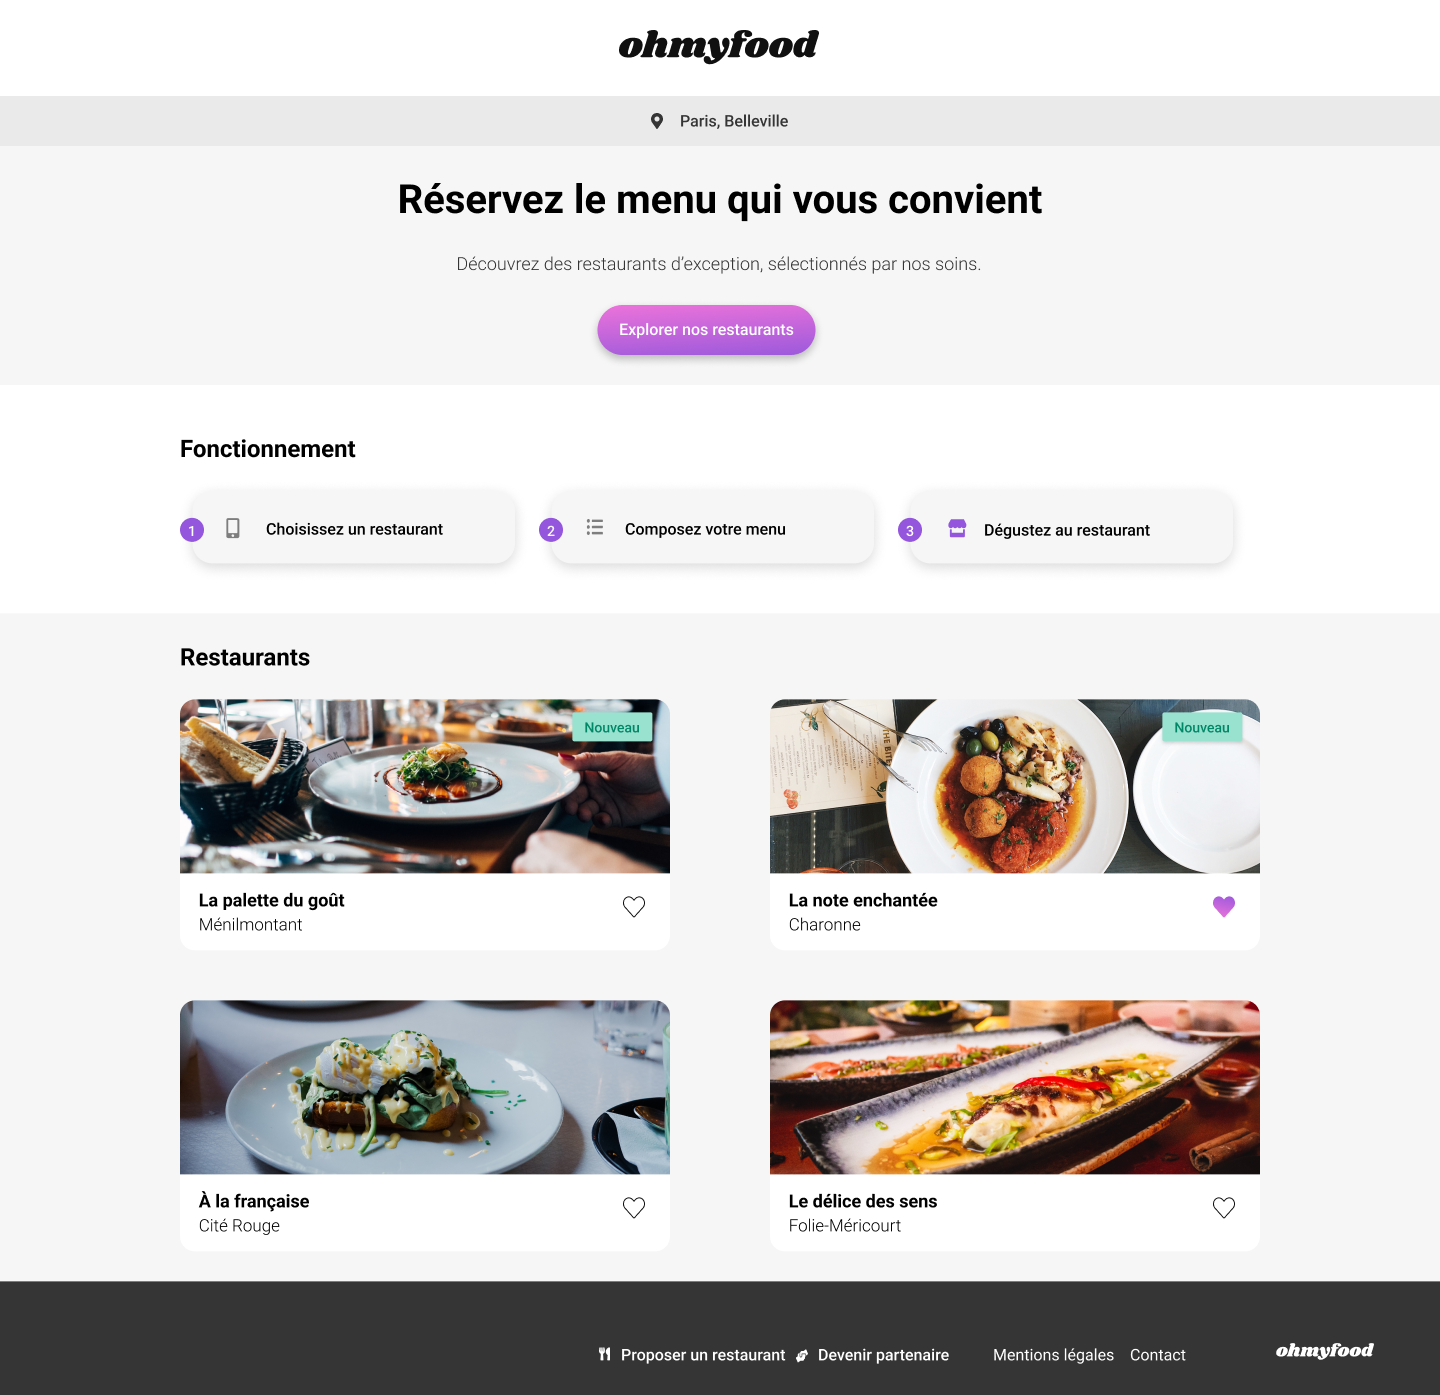 ohmyfood
Paris, Belleville
Réservez le menu qui vous convient
Découvrez des restaurants d’exception, sélectionnés par nos soins.
Explorer nos restaurants
Fonctionnement
1 Choisissez un restaurant
2 Composez votre menu
3 Dégustez au restaurant
Restaurants
Nouveau
La palette du goût
Ménilmontant
Nouveau
La note enchantée
Charonne
À la française
Cité Rouge
Le délice des sens
Folie-Méricourt
Proposer un restaurant Devenir partenaire Mentions légales Contact ohmyfood